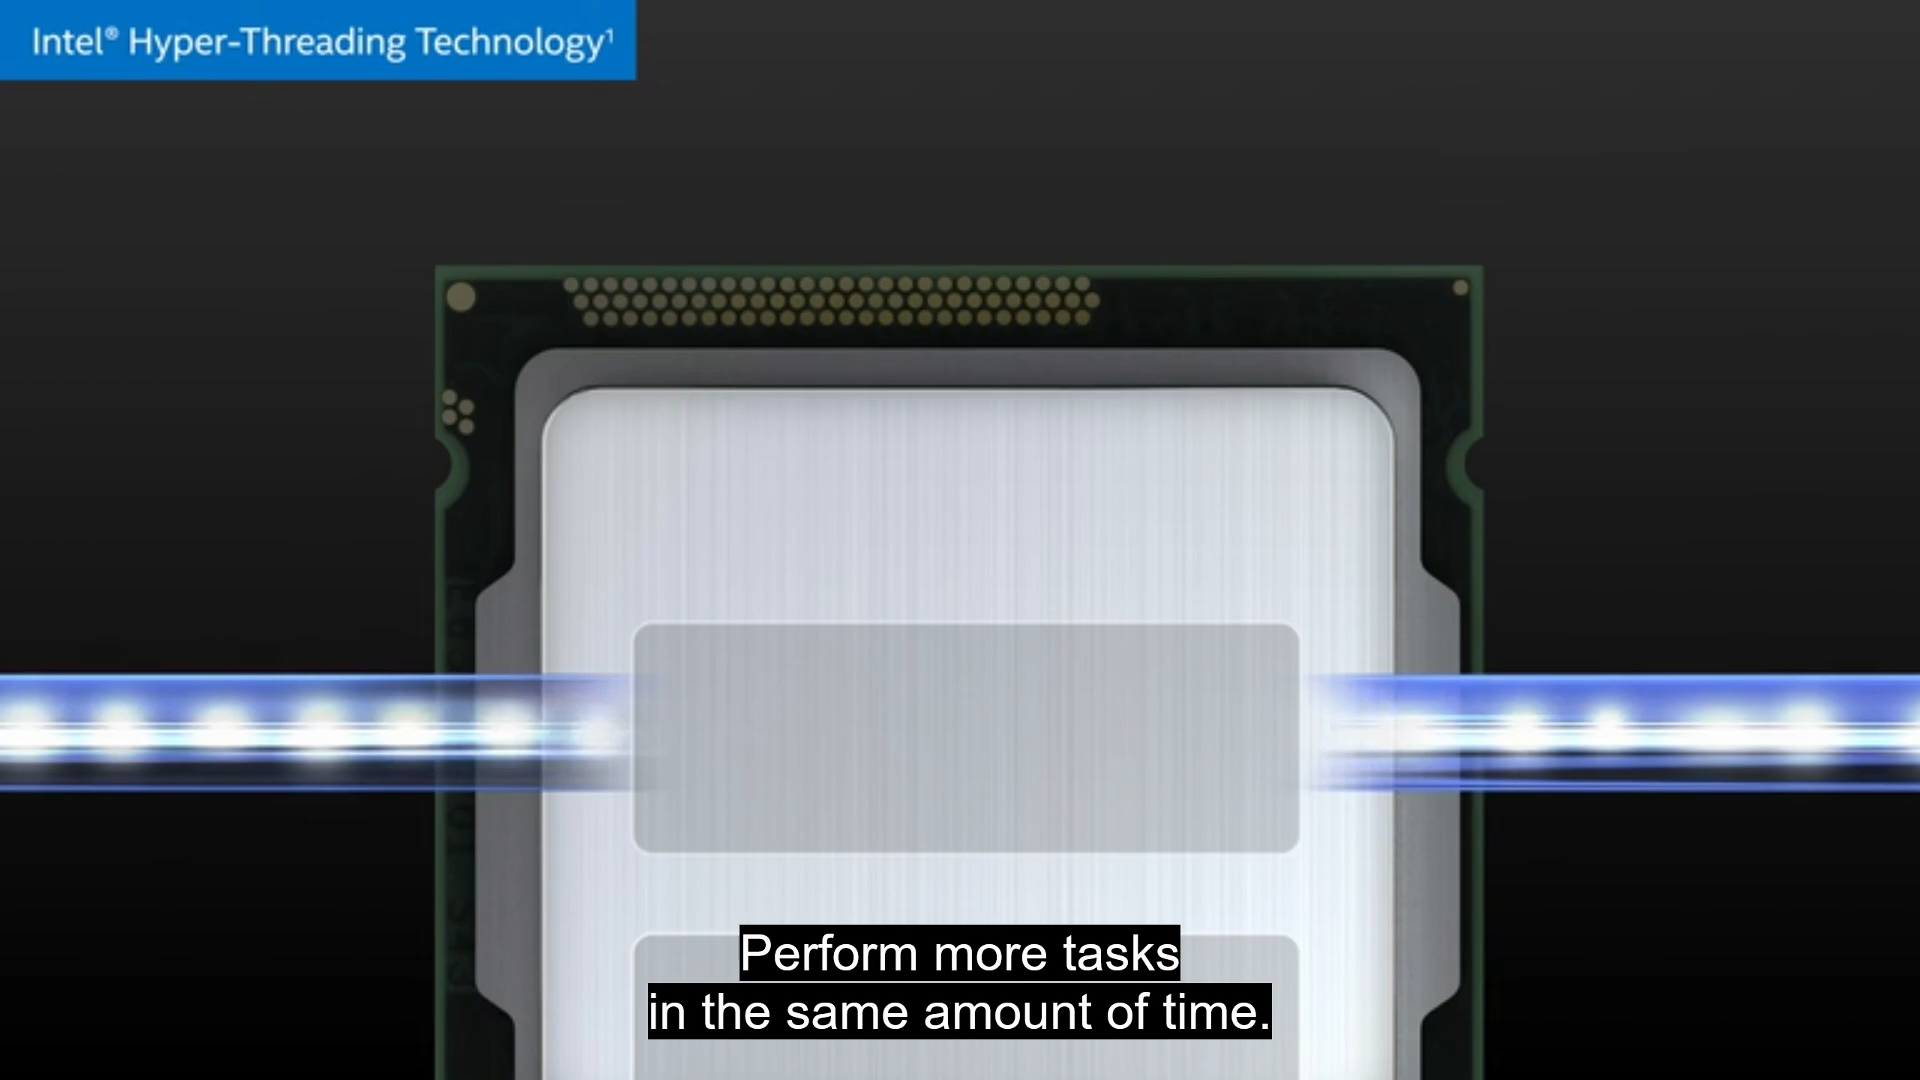 Intel® Hyper-Threading Technology¹
Perform more tasks
in the same amount of time.